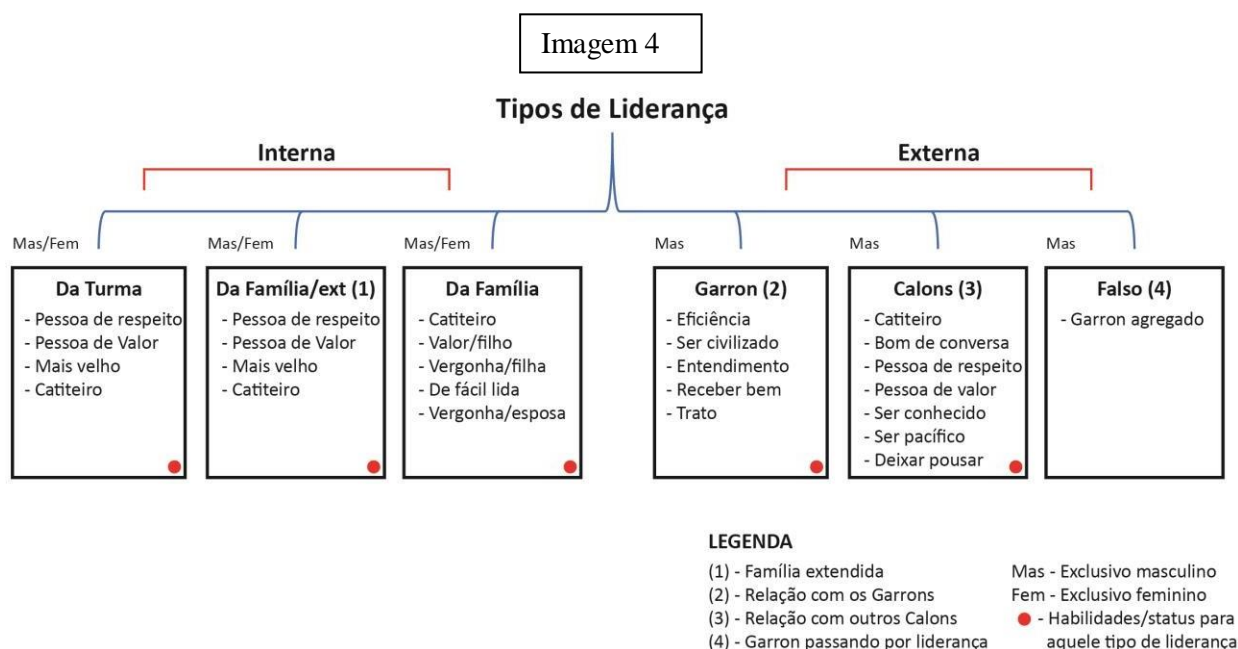 Imagem 4
Tipos de Liderança
Interna
Externa
Mas/Fem
Da Turma
- Pessoa de respeito
- Pessoa de Valor
- Mais velho
- Catiteiro
Mas/Fem
Da Família/ext (1)
- Pessoa de respeito
- Pessoa de Valor
- Mais velho
- Catiteiro
Mas/Fem
Da Família
- Catiteiro
- Valor/filho
- Vergonha/filha
- De fácil lida
- Vergonha/esposa
Mas
Garron (2)
- Eficiência
- Ser civilizado
- Entendimento
- Receber bem
- Trato
Mas
Calons (3)
- Catiteiro
- Bom de conversa
- Pessoa de respeito
- Pessoa de valor
- Ser conhecido
- Ser pacífico
- Deixar pousar
Mas
Falso (4)
- Garron agregado
LEGENDA
(1) - Família extendida
(2) - Relação com os Garrons
(3) - Relação com outros Calons
(4) - Garron passando por liderança
Mas - Exclusivo masculino
Fem - Exclusivo feminino
- Habilidades/status para
aquele tipo de liderança